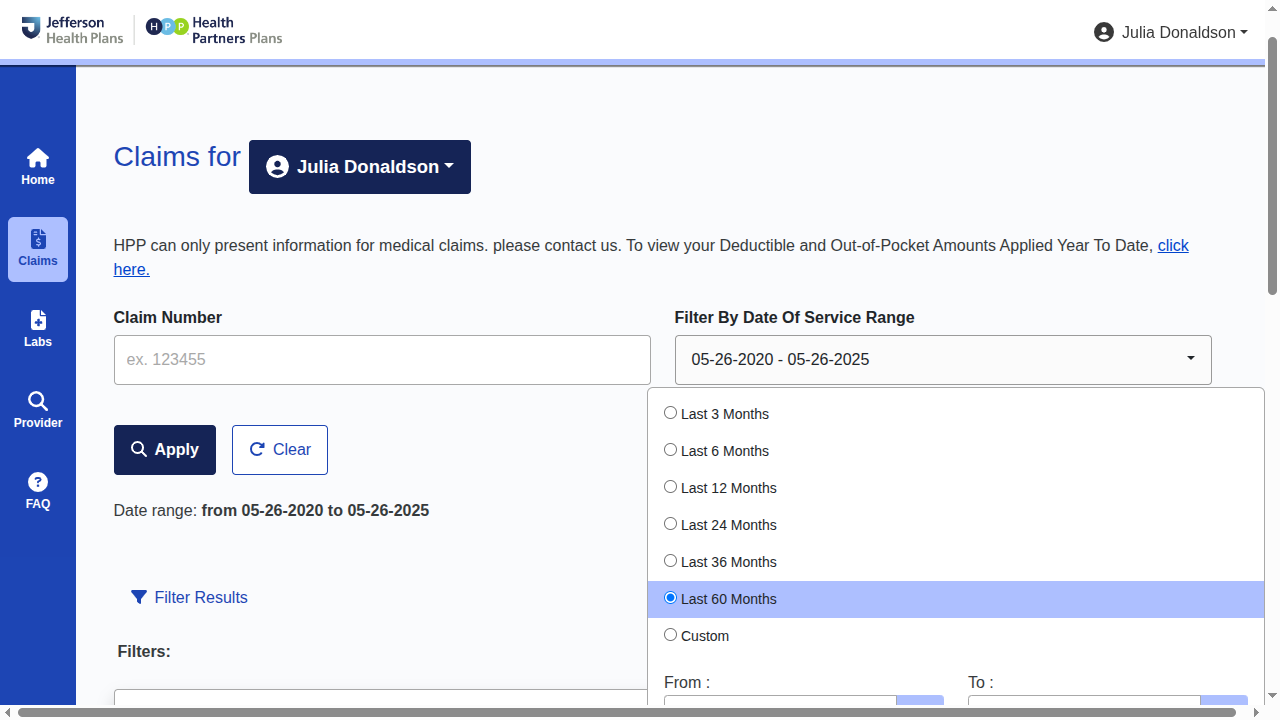 Jefferson
Health Plans
HPP
Health
Partners Plans
Julia Donaldson
Home
Claims
Labs
Provider
FAQ
Claims for
Julia Donaldson
HPP can only present information for medical claims. please contact us. To view your Deductible and Out-of-Pocket Amounts Applied Year To Date, click
here.
Claim Number
ex. 123455
Filter By Date Of Service Range
05-26-2020 - 05-26-2025
Last 3 Months
Last 6 Months
Last 12 Months
Last 24 Months
Last 36 Months
Last 60 Months
Custom
From :
To :
Apply
Clear
Date range: from 05-26-2020 to 05-26-2025
Filter Results
Filters: